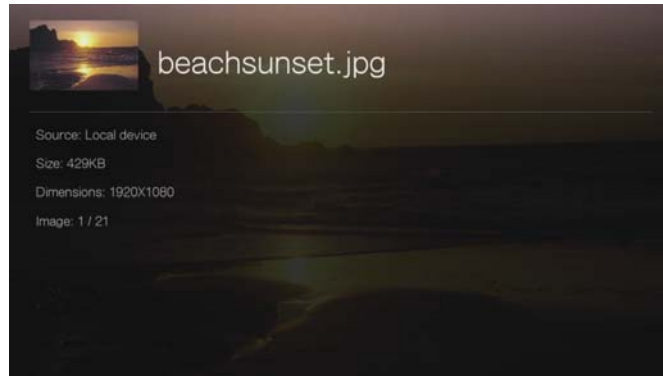 beachsunset.jpg
Source: Local device
Size: 429KB
Dimensions: 1920X1080
Image: 1 / 21